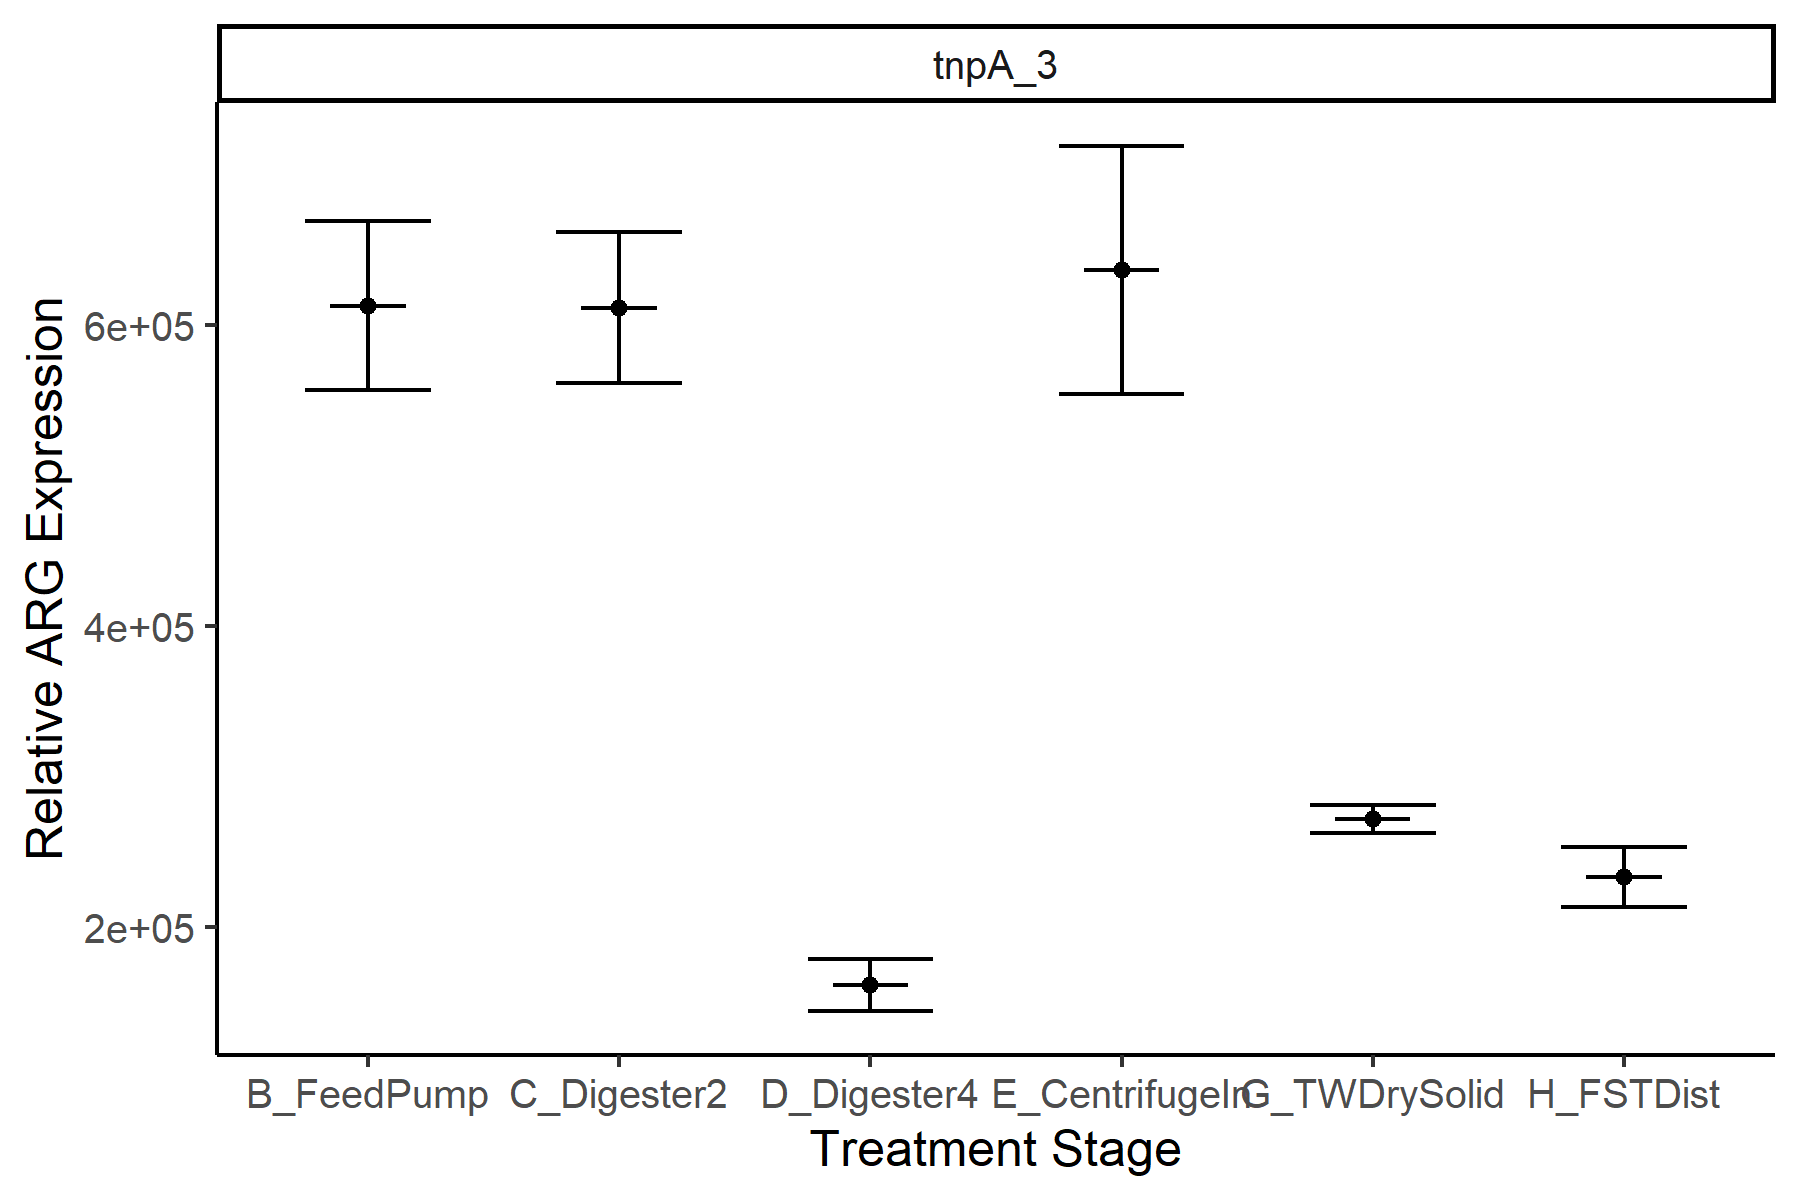 tnpA_3
Relative ARG Expression
6e+05
4e+05
2e+05
B_FeedPump C_Digester2 D_Digester4 E_CentrifugeIn G_TWDrySolid H_FSTDist
Treatment Stage